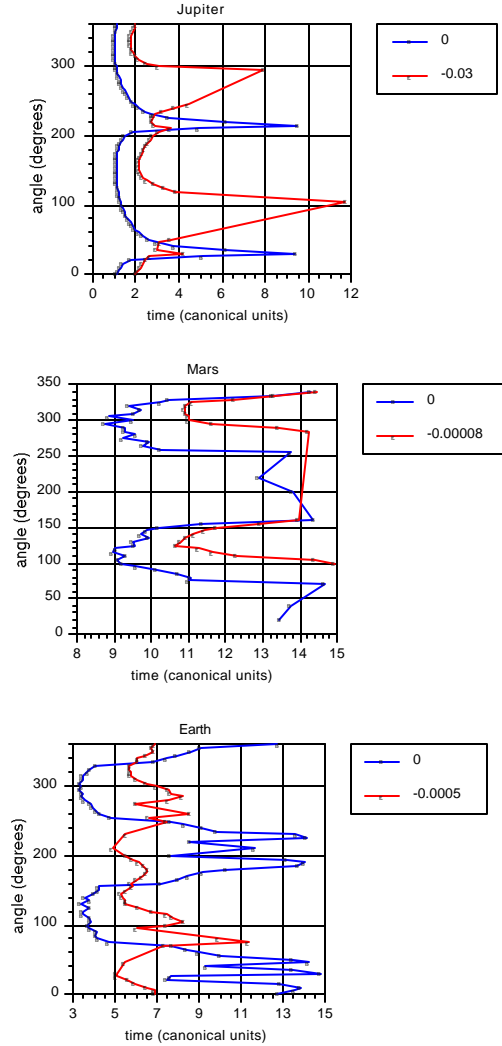 Jupiter
0
-0.03
300
200
100
0
angle (degrees)
0 2 4 6 8 10 12
time (canonical units)
Mars
0
-0.00008
350
300
250
200
150
100
50
0
angle (degrees)
8 9 10 11 12 13 14 15
time (canonical units)
Earth
0
-0.0005
300
200
100
0
angle (degrees)
3 5 7 9 11 13 15
time (canonical units)